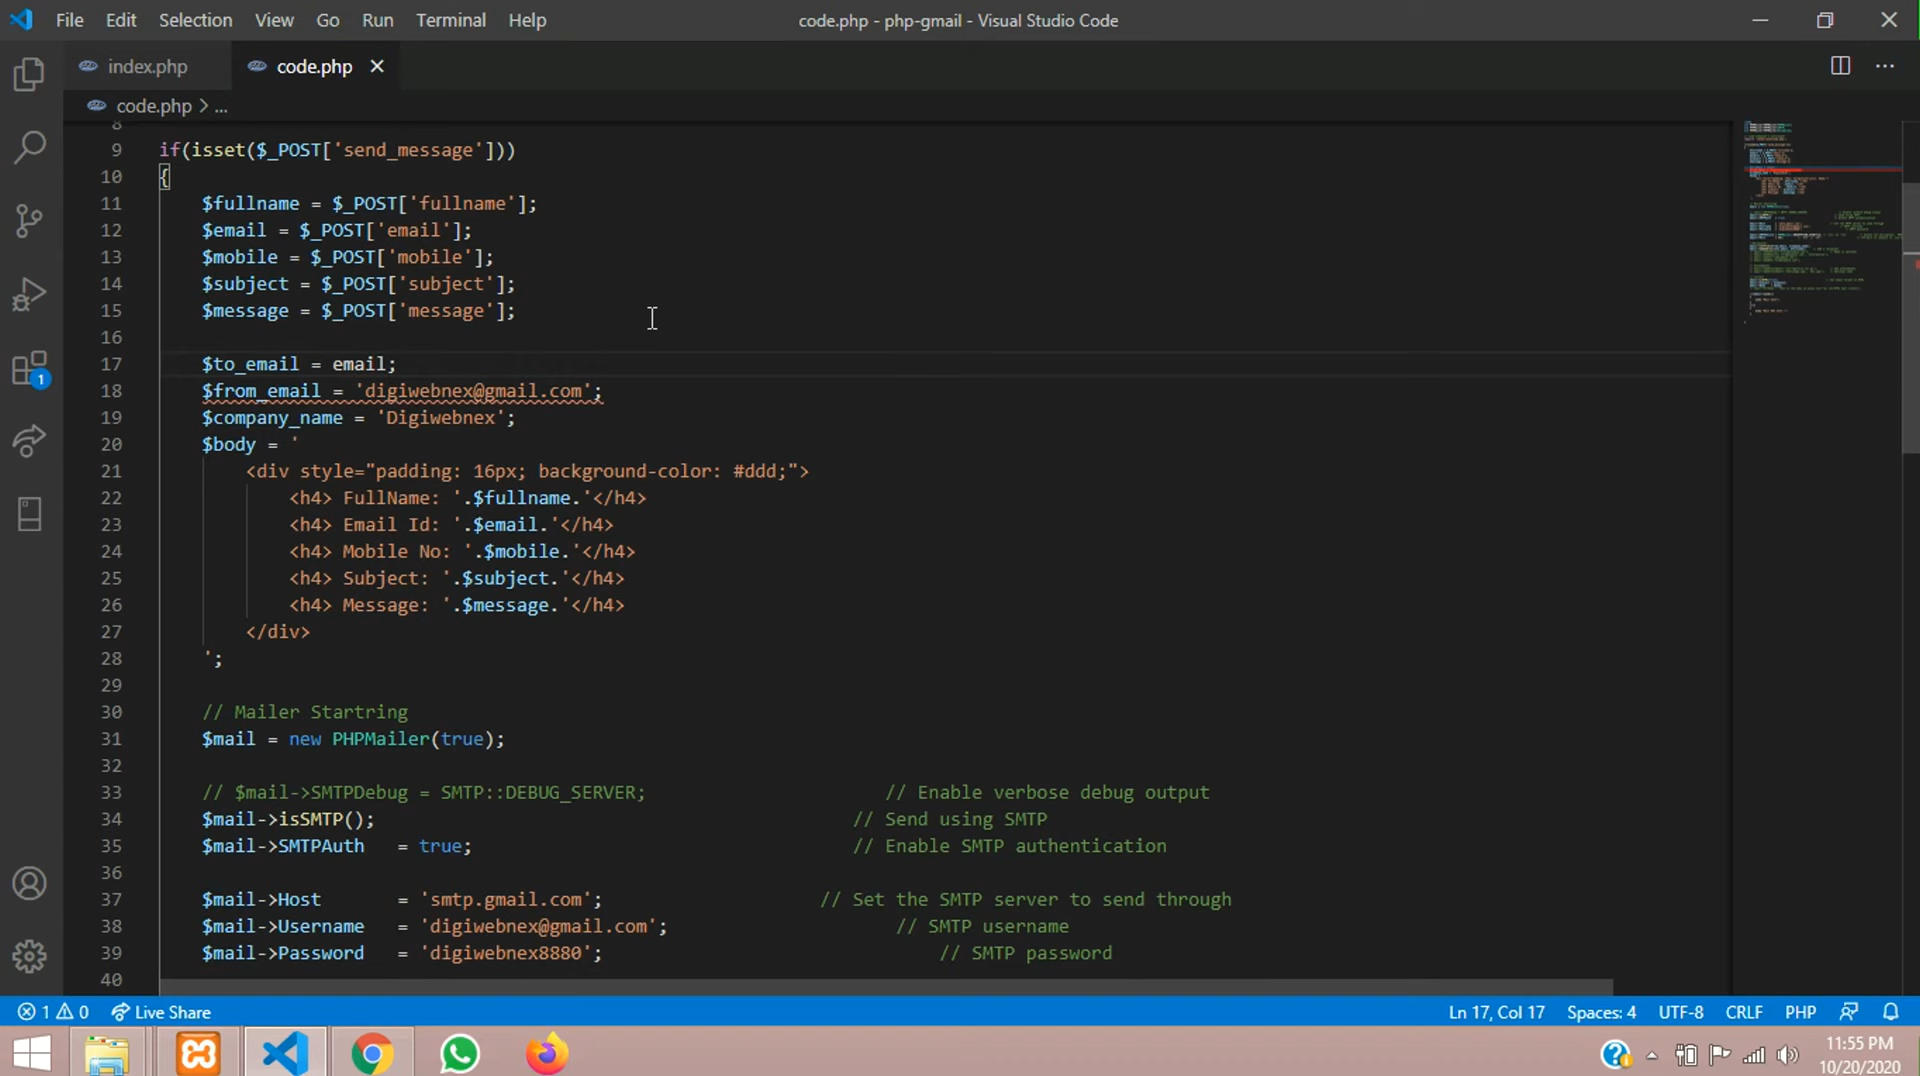 File Edit Selection View Go Run Terminal Help code.php - php-gmail - Visual Studio Code
index.php code.php
code.php > ...
8
9 if(isset($_POST['send_message']))
10 {
11 $fullname = $_POST['fullname'];
12 $email = $_POST['email'];
13 $mobile = $_POST['mobile'];
14 $subject = $_POST['subject'];
15 $message = $_POST['message'];
16
17 $to_email = email;
18 $from_email = 'digiwebnex@gmail.com';
19 $company_name = 'Digiwebnex';
20 $body = '
21 <div style="padding: 16px; background-color: #ddd;">
22 <h4> FullName: '.$fullname.'</h4>
23 <h4> Email Id: '.$email.'</h4>
24 <h4> Mobile No: '.$mobile.'</h4>
25 <h4> Subject: '.$subject.'</h4>
26 <h4> Message: '.$message.'</h4>
27 </div>
28 ';
29
30 // Mailer Startring
31 $mail = new PHPMailer(true);
32
33 // $mail->SMTPDebug = SMTP::DEBUG_SERVER; // Enable verbose debug output
34 $mail->isSMTP(); // Send using SMTP
35 $mail->SMTPAuth = true; // Enable SMTP authentication
36
37 $mail->Host = 'smtp.gmail.com'; // Set the SMTP server to send through
38 $mail->Username = 'digiwebnex@gmail.com'; // SMTP username
39 $mail->Password = 'digiwebnex8880'; // SMTP password
40
1
1 0 Live Share Ln 17, Col 17 Spaces: 4 UTF-8 CRLF PHP
11:55 PM
10/20/2020